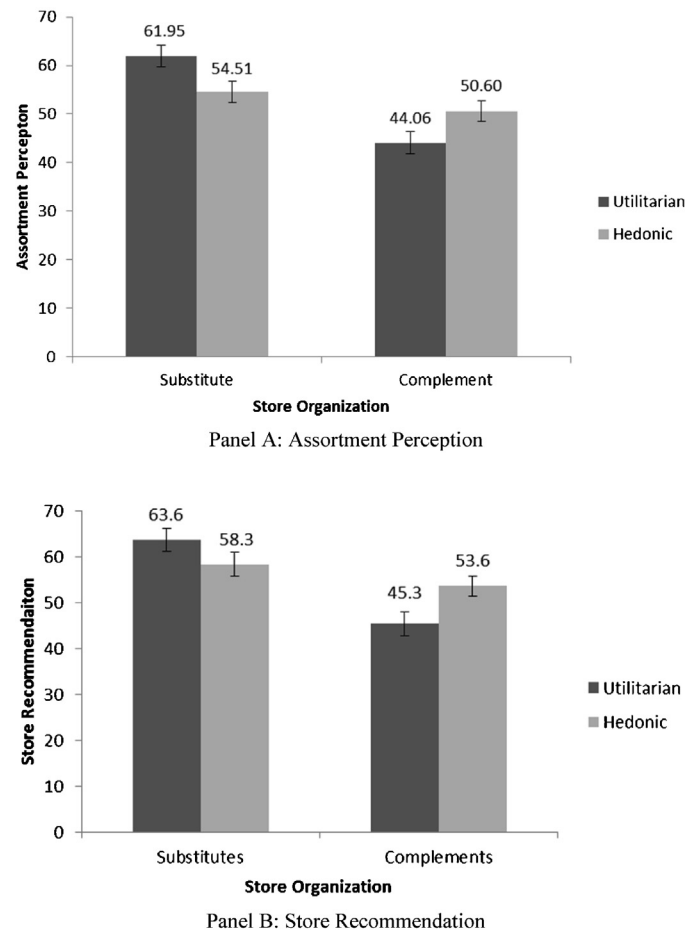 70
60
50
40
30
20
10
0
Assortment Percepton
61.95
54.51
44.06
50.60
Utilitarian
Hedonic
Substitute
Complement
Store Organization
Panel A: Assortment Perception
70
60
50
40
30
20
10
0
Store Recommendaiton
63.6
58.3
45.3
53.6
Utilitarian
Hedonic
Substitutes
Complements
Store Organization
Panel B: Store Recommendation